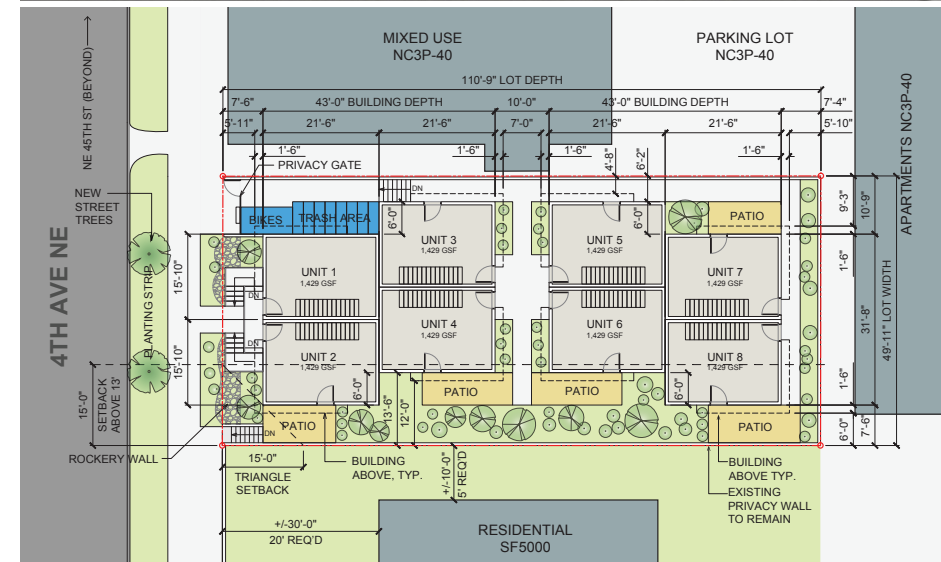 MIXED USE
NC3P-40
PARKING LOT
NC3P-40
APARTMENTS NC3P-40
NE 45TH ST (BEYOND)
4TH AVE NE
PLANTING STRIP
NEW
STREET
TREES
110'-9" LOT DEPTH
7'-6"
43'-0" BUILDING DEPTH
10'-0"
43'-0" BUILDING DEPTH
7'-4"
5'-11"
21'-6"
21'-6"
7'-0"
21'-6"
21'-6"
5'-10"
1'-6"
1'-6"
1'-6"
4'-8"
6'-2"
1'-6"
PRIVACY GATE
DN
BIKES
TRASH AREA
6'-0"
UNIT 3
1,429 GSF
UNIT 5
1,429 GSF
6'-0"
PATIO
9'-3"
10'-9"
UNIT 1
1,429 GSF
UNIT 7
1,429 GSF
15'-10"
DN
1'-6"
31'-8"
49'-11" LOT WIDTH
UNIT 4
1,429 GSF
UNIT 6
1,429 GSF
DN
UNIT 2
1,429 GSF
UNIT 8
1,429 GSF
15'-10"
6'-0"
6'-0"
1'-6"
15'-0"
SETBACK
ABOVE 13'
13'-6"
12'-0"
PATIO
PATIO
PATIO
PATIO
DN
6'-0"
7'-6"
ROCKERY WALL
15'-0"
TRIANGLE
SETBACK
BUILDING
ABOVE, TYP.
+/-10'-0"
5' REQ'D
BUILDING
ABOVE TYP.
EXISTING
PRIVACY WALL
TO REMAIN
+/-30'-0"
20' REQ'D
RESIDENTIAL
SF5000